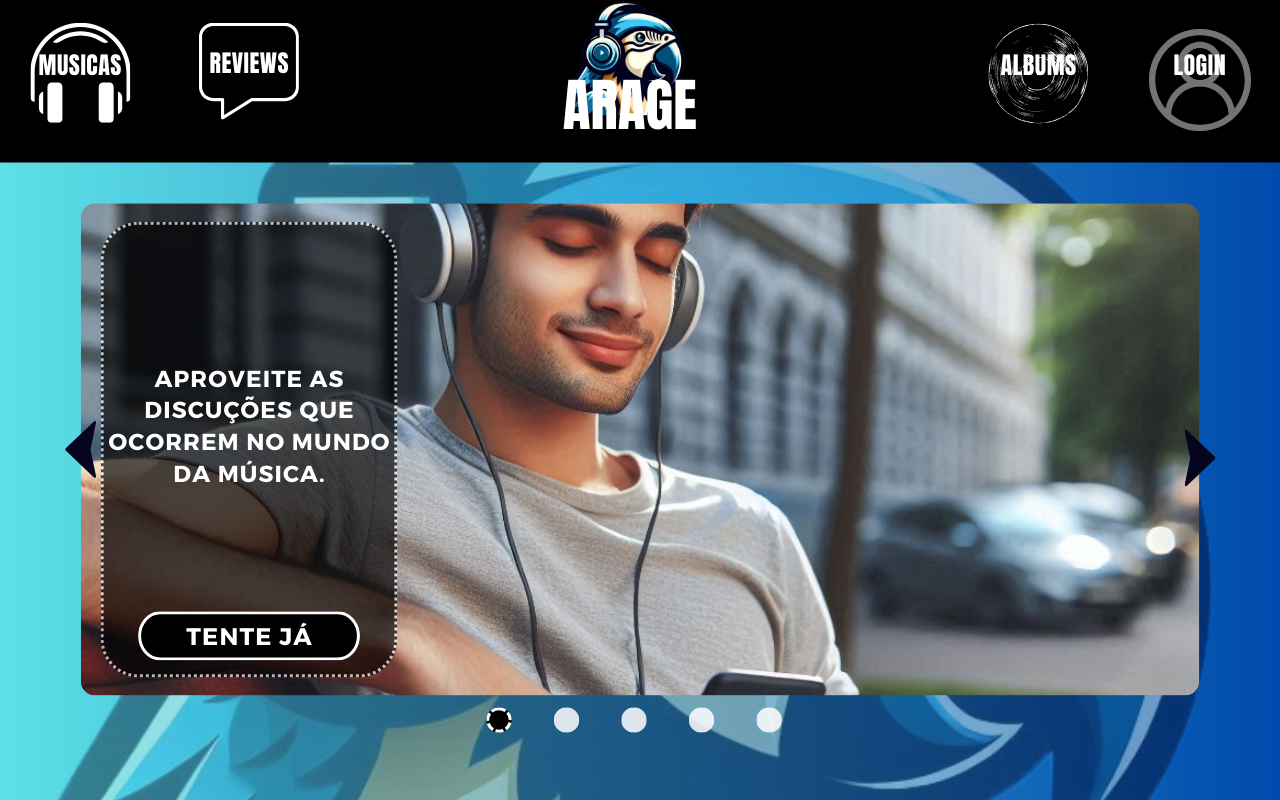 MUSICAS
REVIEWS
ARAGE
ALBUMS
LOGIN
APROVEITE AS
DISCUÇÕES QUE
OCORREM NO MUNDO
DA MÚSICA.
TENTE JÁ